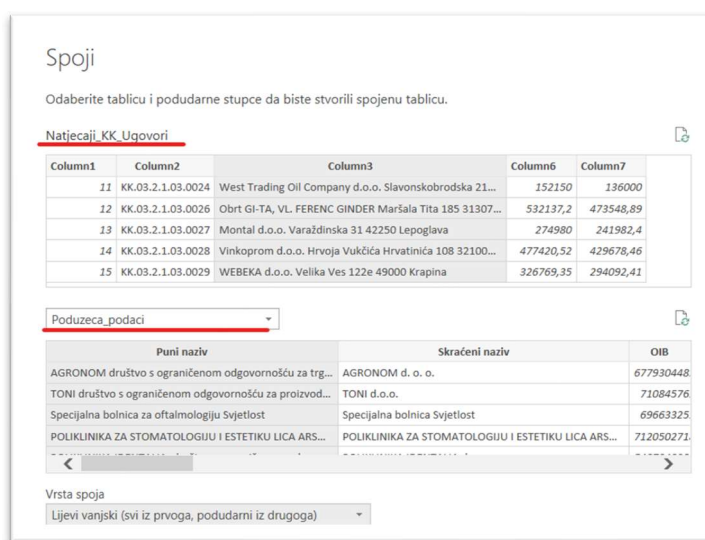 Spoji
Odaberite tablicu i podudarne stupce da biste stvorili spojenu tablicu.
Natjecaji_KK_Ugovori
Column1 Column2 Column3 Column6 Column7
11 KK.03.2.1.03.0024 West Trading Oil Company d.o.o. Slavonskobrodska 21... 152150 136000
12 KK.03.2.1.03.0026 Obrt GI-TA, VL. FERENC GINDER Maršala Tita 185 31307... 532137,2 473548,89
13 KK.03.2.1.03.0027 Montal d.o.o. Varaždinska 31 42250 Lepoglava 274980 241982,4
14 KK.03.2.1.03.0028 Vinkoprom d.o.o. Hrvoja Vukčića Hrvatinića 108 32100... 477420,52 429678,46
15 KK.03.2.1.03.0029 WEBEKA d.o.o. Velika Ves 122e 49000 Krapina 326769,35 294092,41
Poduzeca_podaci
Puni naziv Skraćeni naziv OIB
AGRONOM društvo s ograničenom odgovornošću za trg... AGRONOM d. o. o. 677930448
TONI društvo s ograničenom odgovornošću za proizvod... TONI d.o.o. 71084576
Specijalna bolnica za oftalmologiju Svjetlost Specijalna bolnica Svjetlost 69663325
POLIKLINIKA ZA STOMATOLOGIJU I ESTETIKU LICA ARS... POLIKLINIKA ZA STOMATOLOGIJU I ESTETIKU LICA ARS... 712050271
Vrsta spoja
Lijevi vanjski (svi iz prvoga, podudarni iz drugoga)